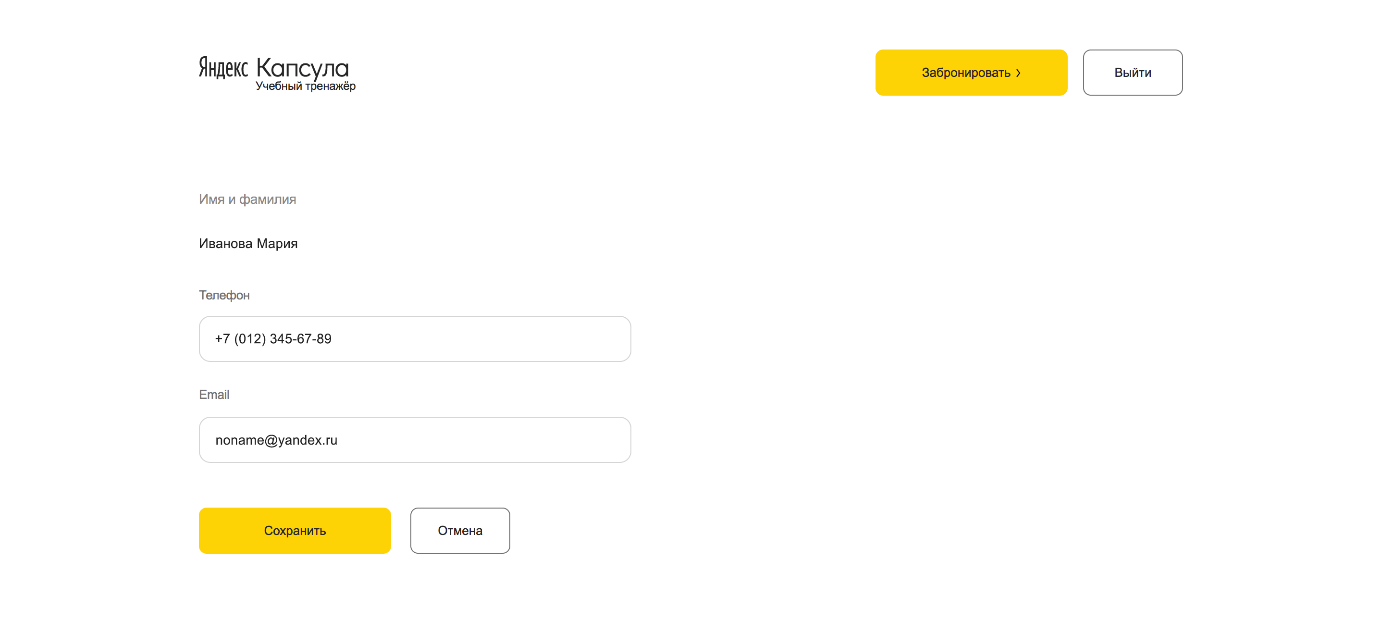 Яндекс Капсула
Учебный тренажёр
Забронировать >
Выйти
Имя и фамилия
Иванова Мария
Телефон
+7 (012) 345-67-89
Email
noname@yandex.ru
Сохранить
Отмена